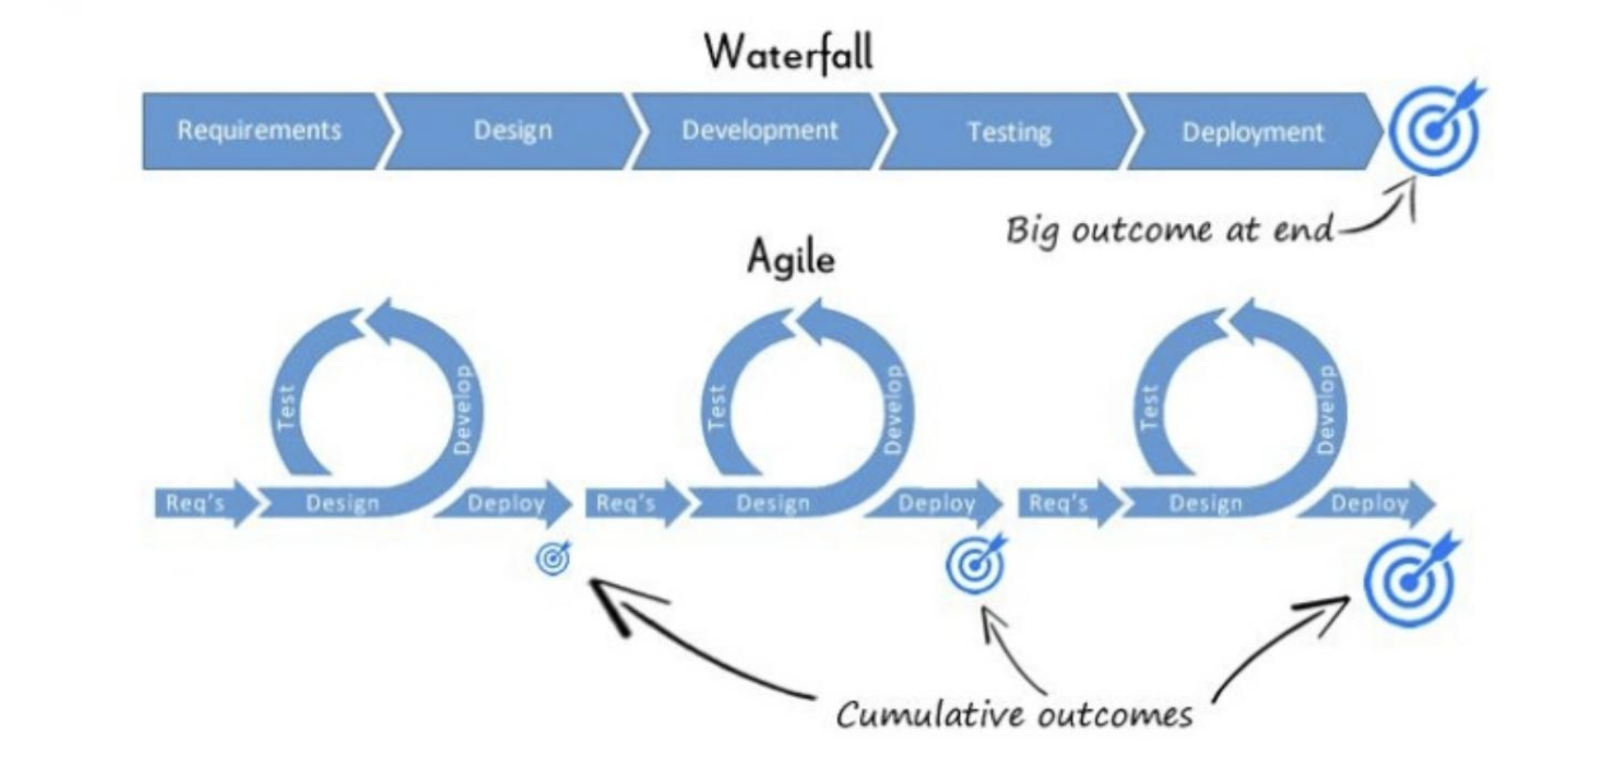 Waterfall
Requirements Design Development Testing Deployment
Big outcome at end
Agile
Test Develop Test Develop Test Develop
Req's Design Deploy Req's Design Deploy Req's Design Deploy
Cumulative outcomes